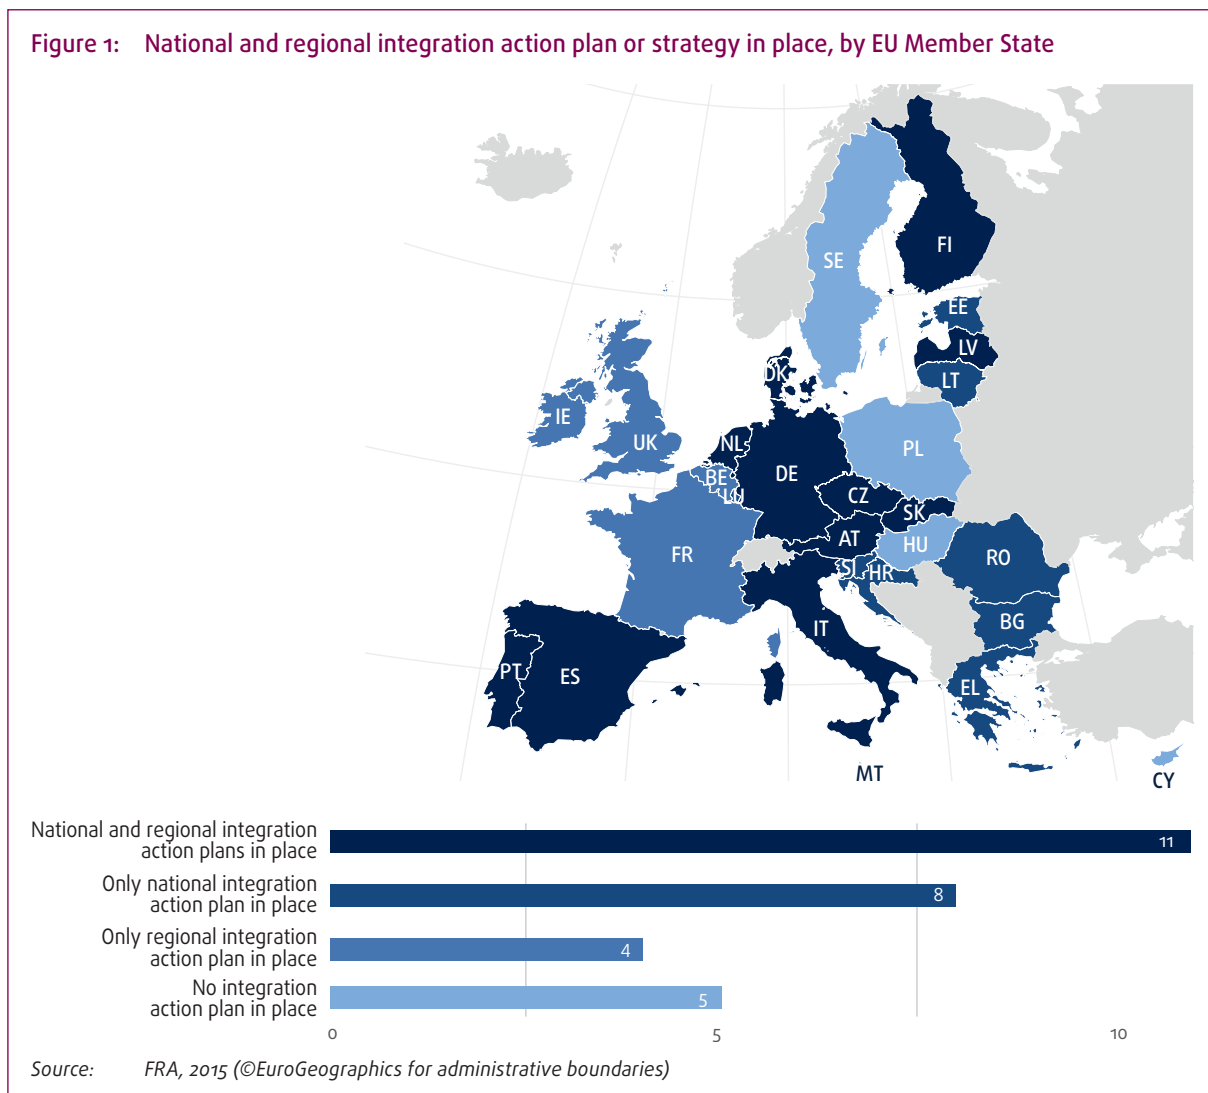 Figure 1: National and regional integration action plan or strategy in place, by EU Member State
FI
SE
EE
LV
LT
DK
IE
UK
NL
PL
BE
DE
LU
CZ
SK
AT
HU
FR
SI
HR
RO
BG
IT
PT
ES
EL
MT
CY
National and regional integration
action plans in place
11
Only national integration
action plan in place
8
Only regional integration
action plan in place
4
No integration
action plan in place
5
0 5 10
Source: FRA, 2015 (©EuroGeographics for administrative boundaries)